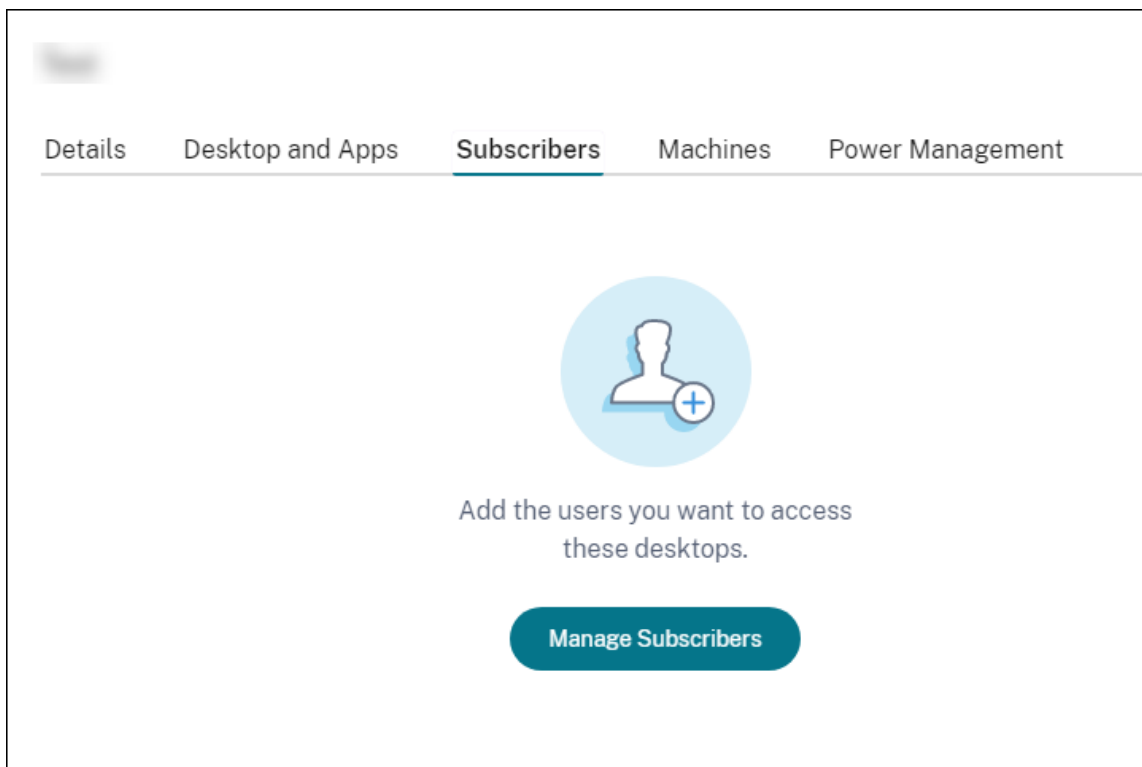 Details Desktop and Apps Subscribers Machines Power Management
Add the users you want to access
these desktops.
Manage Subscribers